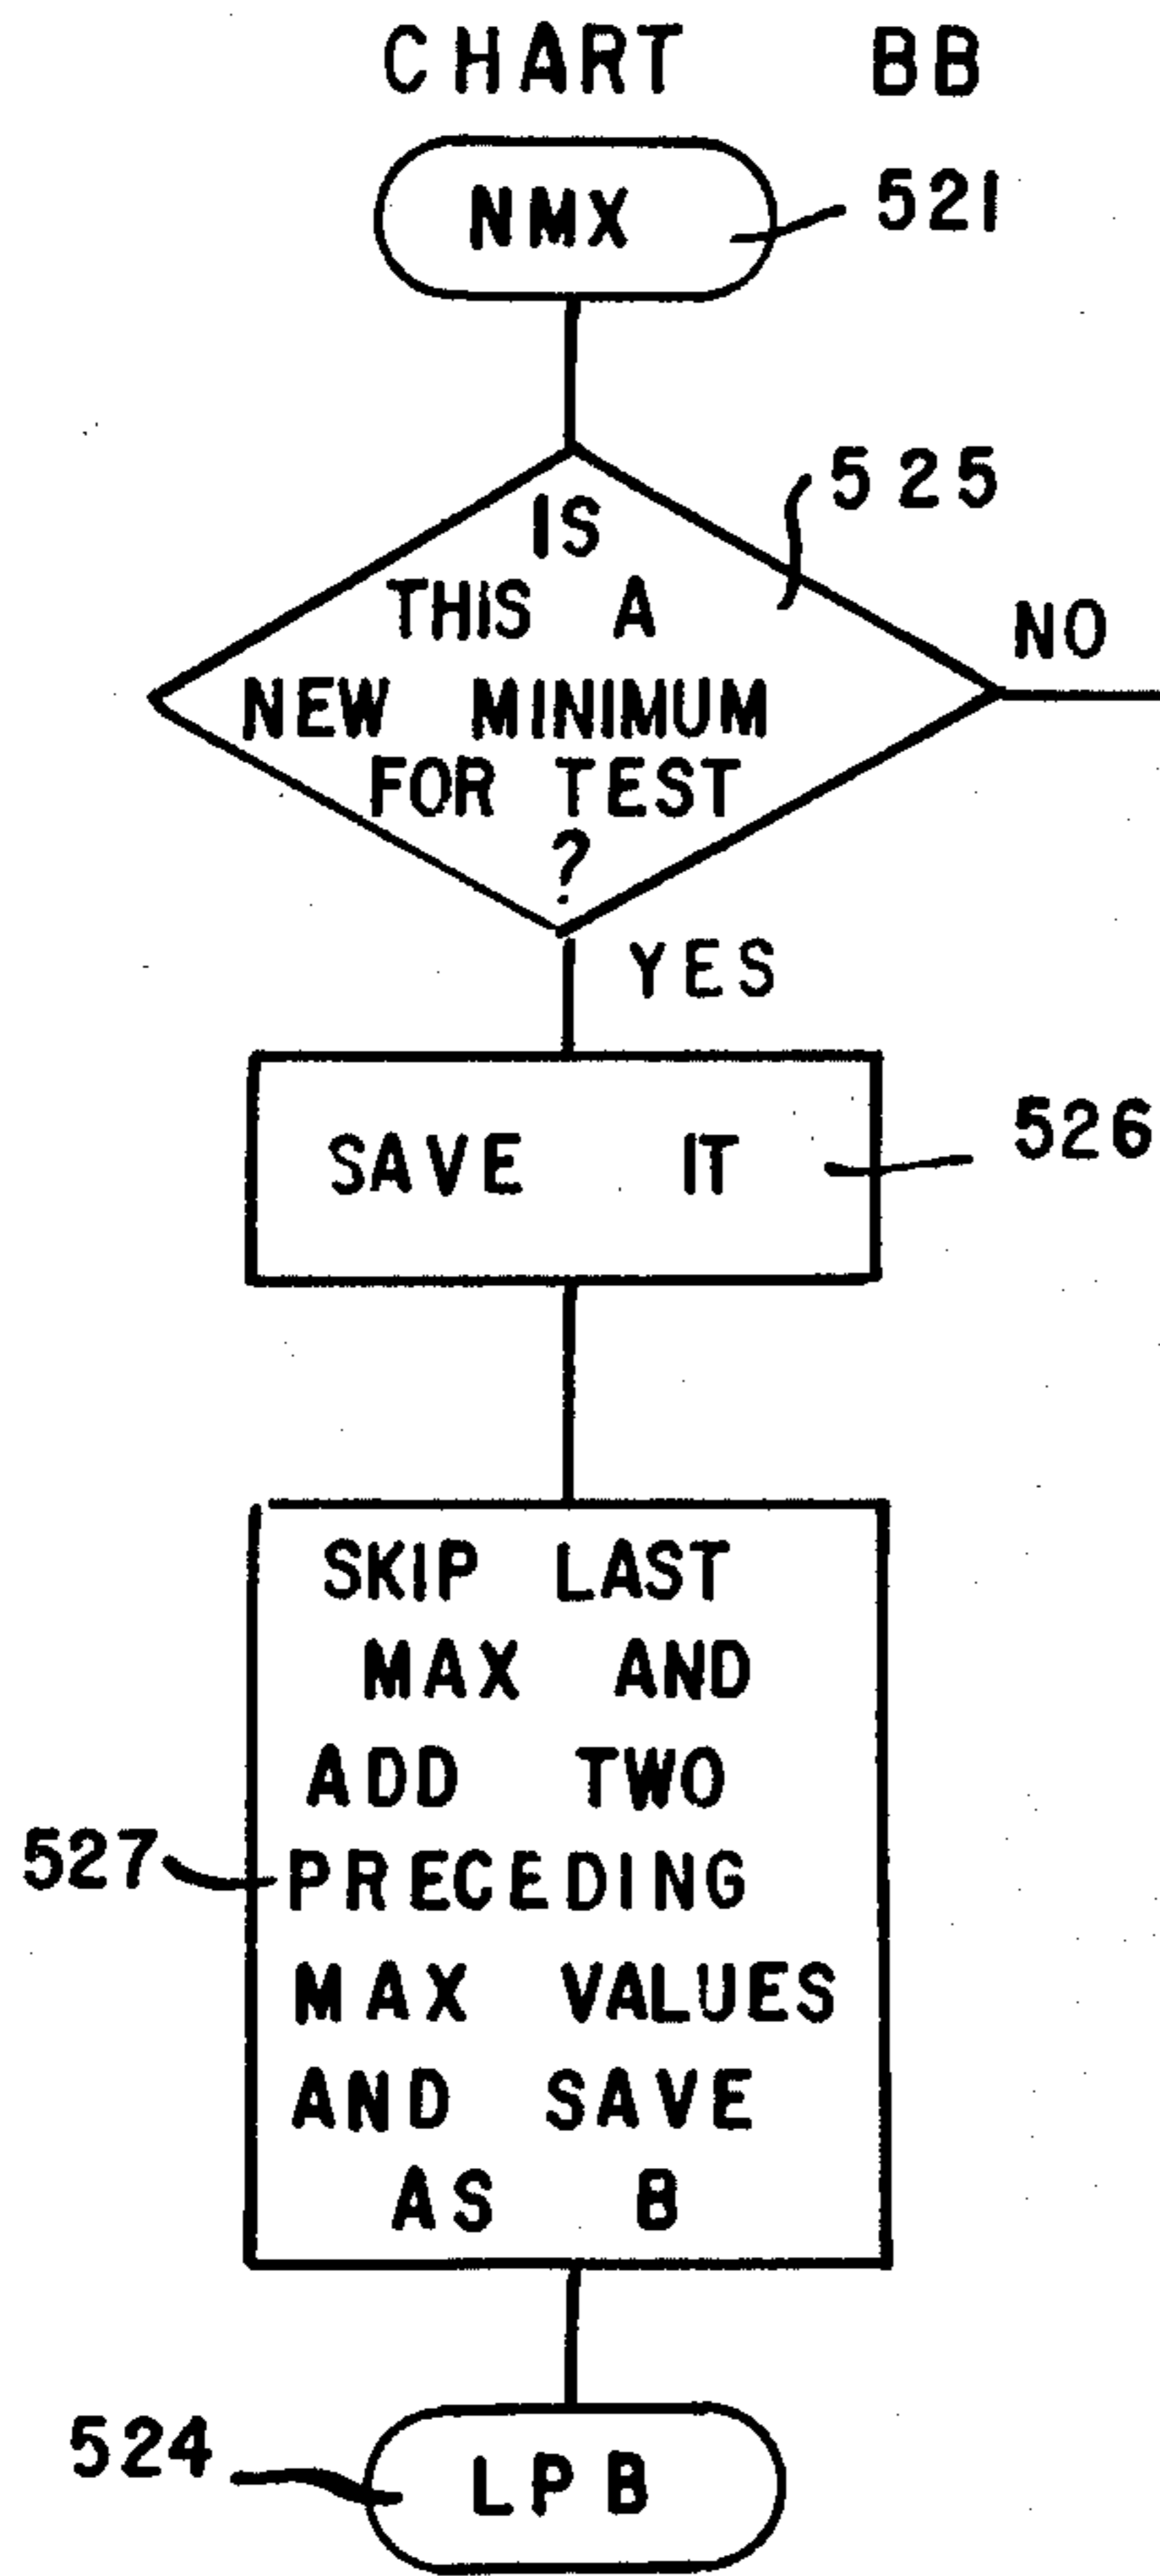 CHART BB
NMX
521
525
IS
THIS A
NEW MINIMUM
FOR TEST
?
NO
YES
SAVE IT
526
SKIP LAST
MAX AND
ADD TWO
527
PRECEDING
MAX VALUES
AND SAVE
AS B
524
LPB